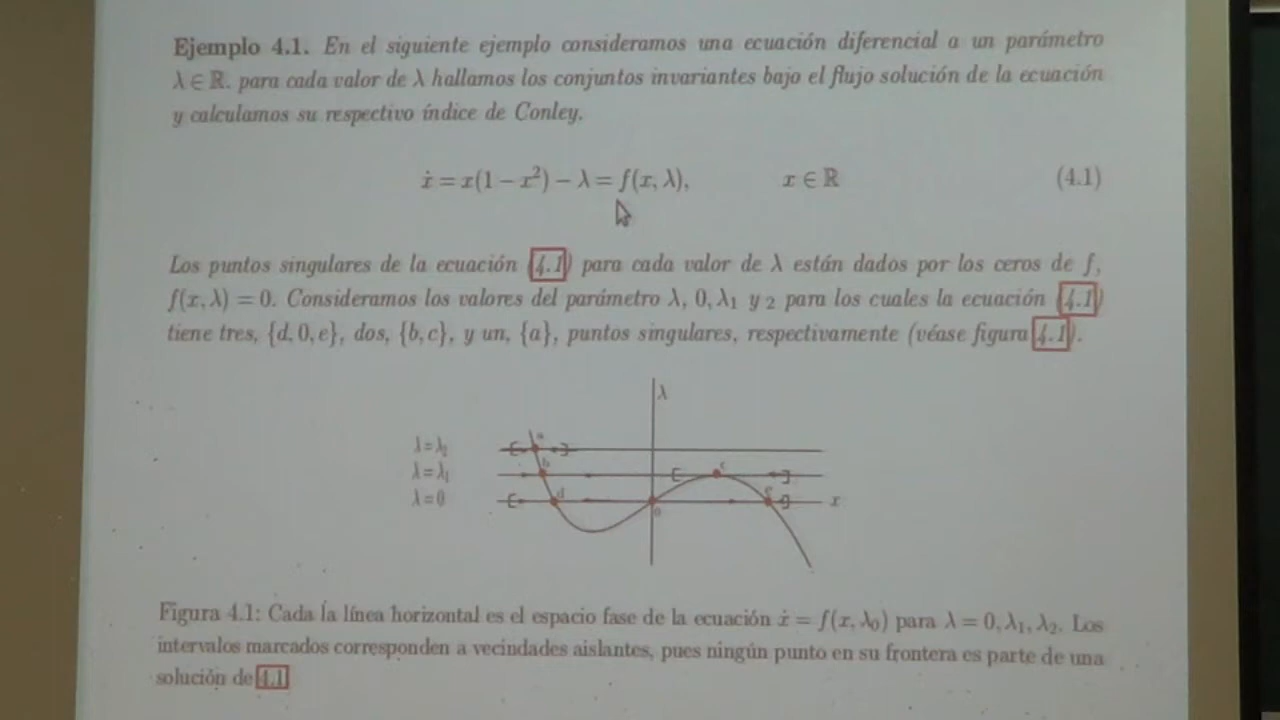 Ejemplo 4.1. En el siguiente ejemplo consideramos una ecuación diferencial a un parámetro
λ ∈ ℝ. para cada valor de λ hallamos los conjuntos invariantes bajo el flujo solución de la ecuación
y calculamos su respectivo índice de Conley.
ẋ = x(1 − x²) − λ = f(x, λ), x ∈ ℝ (4.1)
Los puntos singulares de la ecuación (4.1) para cada valor de λ están dados por los ceros de f,
f(x, λ) = 0. Consideramos los valores del parámetro λ, 0, λ₁ y ₂ para los cuales la ecuación (4.1)
tiene tres, {d, 0, e}, dos, {b, c}, y un, {a}, puntos singulares, respectivamente (véase figura 4.1).
λ
λ = λ₂ a
λ = λ₁ b c
λ = 0 d 0 e x
Figura 4.1: Cada la línea horizontal es el espacio fase de la ecuación ẋ = f(x, λ₀) para λ = 0, λ₁, λ₂. Los
intervalos marcados corresponden a vecindades aislantes, pues ningún punto en su frontera es parte de una
solución de 4.1